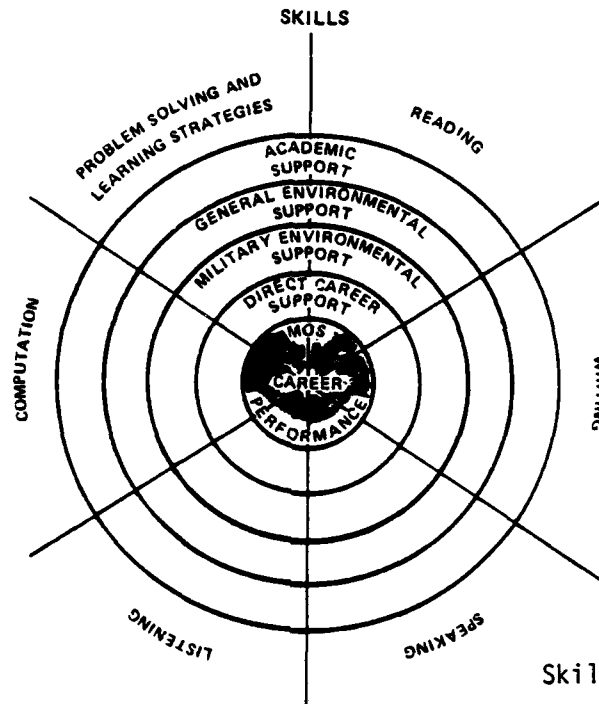 SKILLS
PROBLEM SOLVING AND
LEARNING STRATEGIES
READING
ACADEMIC
SUPPORT
GENERAL ENVIRONMENTAL
SUPPORT
MILITARY ENVIRONMENTAL
SUPPORT
DIRECT CAREER
SUPPORT
MOS
CAREER
PERFORMANCE
COMPUTATION
LISTENING
SPEAKING
Skil